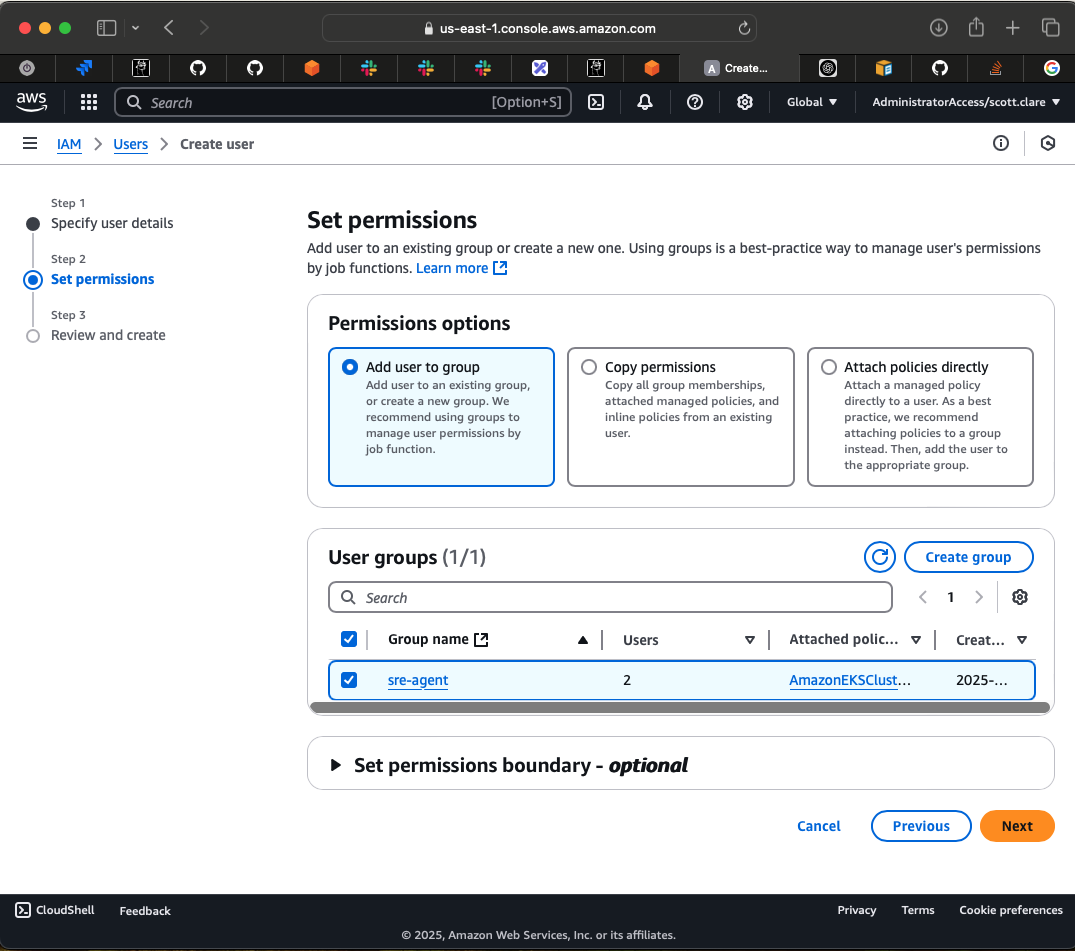 us-east-1.console.aws.amazon.com
A Create...
aws
Search [Option+S]
Global
AdministratorAccess/scott.clare
IAM
Users
Create user
Step 1
Specify user details
Step 2
Set permissions
Step 3
Review and create
Set permissions
Add user to an existing group or create a new one. Using groups is a best-practice way to manage user's permissions
by job functions. Learn more
Permissions options
Add user to group
Add user to an existing group,
or create a new group. We
recommend using groups to
manage user permissions by
job function.
Copy permissions
Copy all group memberships,
attached managed policies, and
inline policies from an existing
user.
Attach policies directly
Attach a managed policy
directly to a user. As a best
practice, we recommend
attaching policies to a group
instead. Then, add the user to
the appropriate group.
User groups (1/1)
Create group
Search
1
Group name
Users
Attached polic...
Creat...
sre-agent
2
AmazonEKSClust...
2025-...
Set permissions boundary - optional
Cancel
Previous
Next
CloudShell
Feedback
Privacy
Terms
Cookie preferences
© 2025, Amazon Web Services, Inc. or its affiliates.